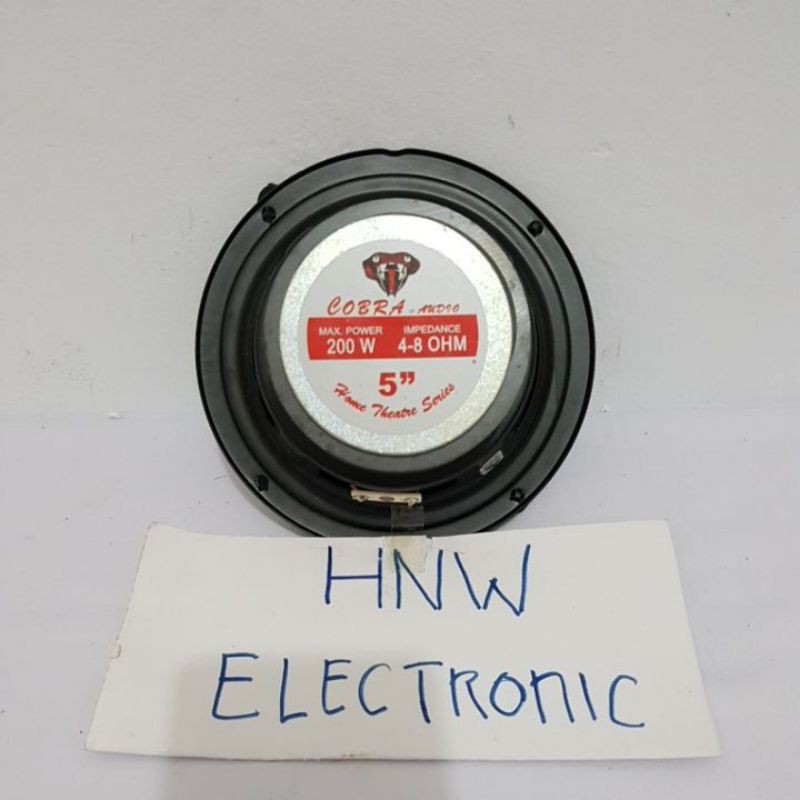 COBRA - AUDIO
MAX. POWER IMPEDANCE
200 W 4-8 OHM
5”
Home Theatre Series
HNW
ELECTRONIC